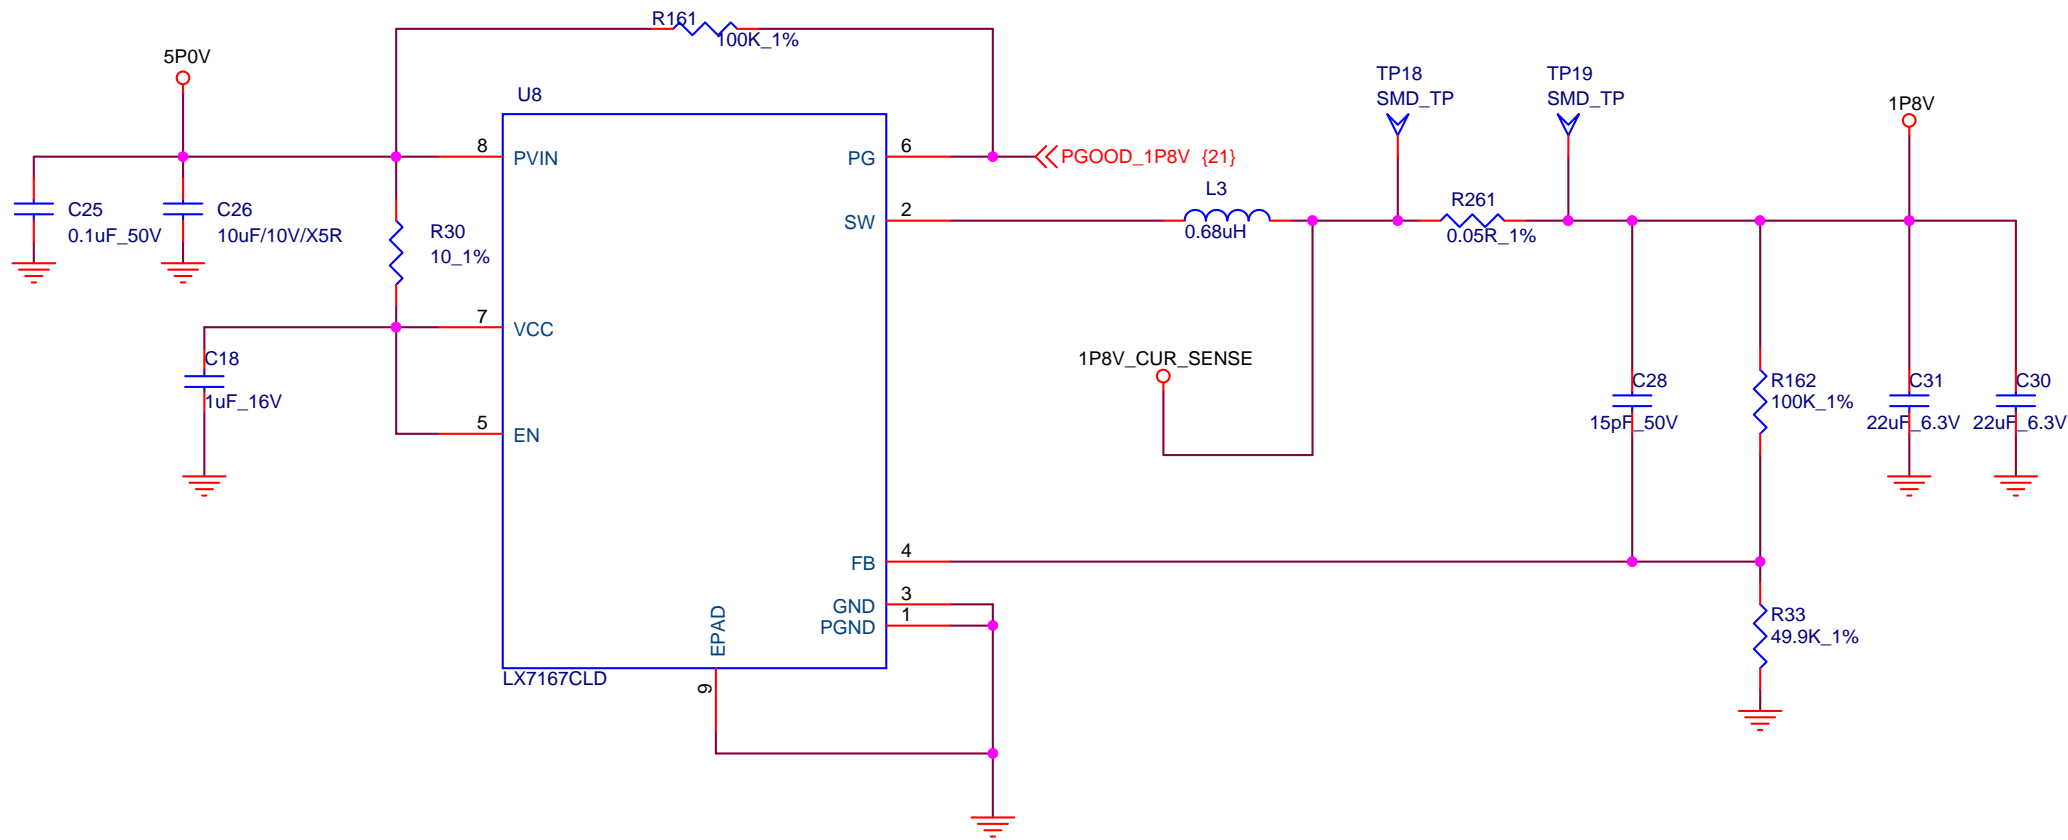 R161
100K_1%
5P0V
TP18
SMD_TP
TP19
SMD_TP
1P8V
U8
8
PVIN
PG
6
PGOOD_1P8V {21}
C25
0.1uF_50V
C26
10uF/10V/X5R
R30
10_1%
SW
2
L3
0.68uH
R261
0.05R_1%
7
VCC
C18
1uF_16V
5
EN
1P8V_CUR_SENSE
C28
15pF_50V
R162
100K_1%
C31
22uF_6.3V
C30
22uF_6.3V
FB
4
GND
3
PGND
1
EPAD
9
R33
49.9K_1%
LX7167CLD